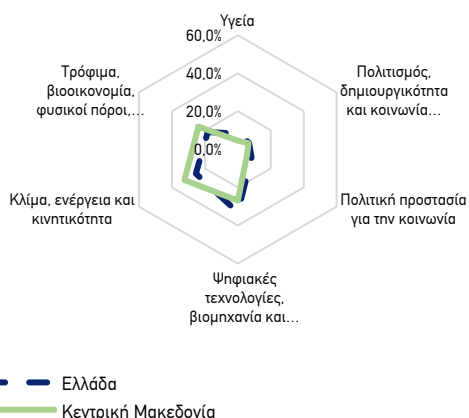 Υγεία
60,0%
40,0%
20,0%
0,0%
Πολιτισμός,
δημιουργικότητα
και κοινωνία...
Πολιτική προστασία
για την κοινωνία
Ψηφιακές
τεχνολογίες,
βιομηχανία και...
Κλίμα, ενέργεια και
κινητικότητα
Τρόφιμα,
βιοοικονομία,
φυσικοί πόροι,...
Ελλάδα
Κεντρική Μακεδονία